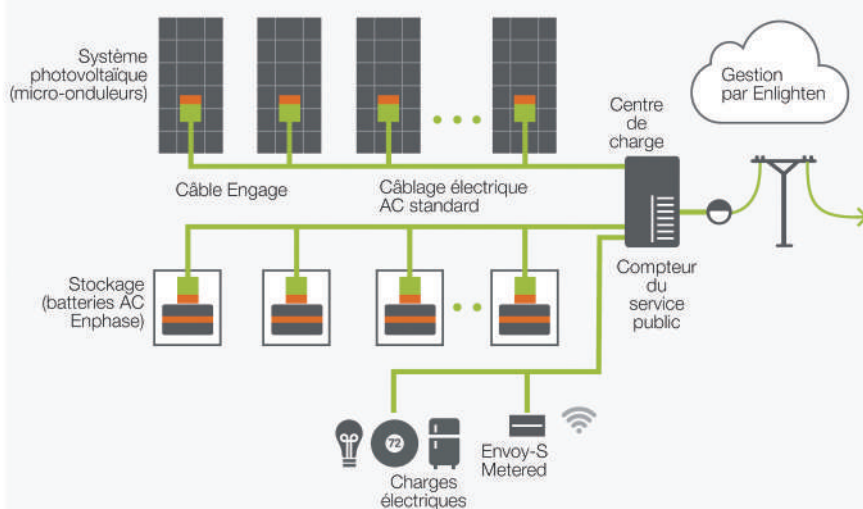 Système
photovoltaïque
(micro-onduleurs)
Centre
de
charge
Gestion
par Enlighten
Câble Engage
Câblage électrique
AC standard
Stockage
(batteries AC
Enphase)
Compteur
du
service
public
72
Envoy-S
Metered
Charges
électriques